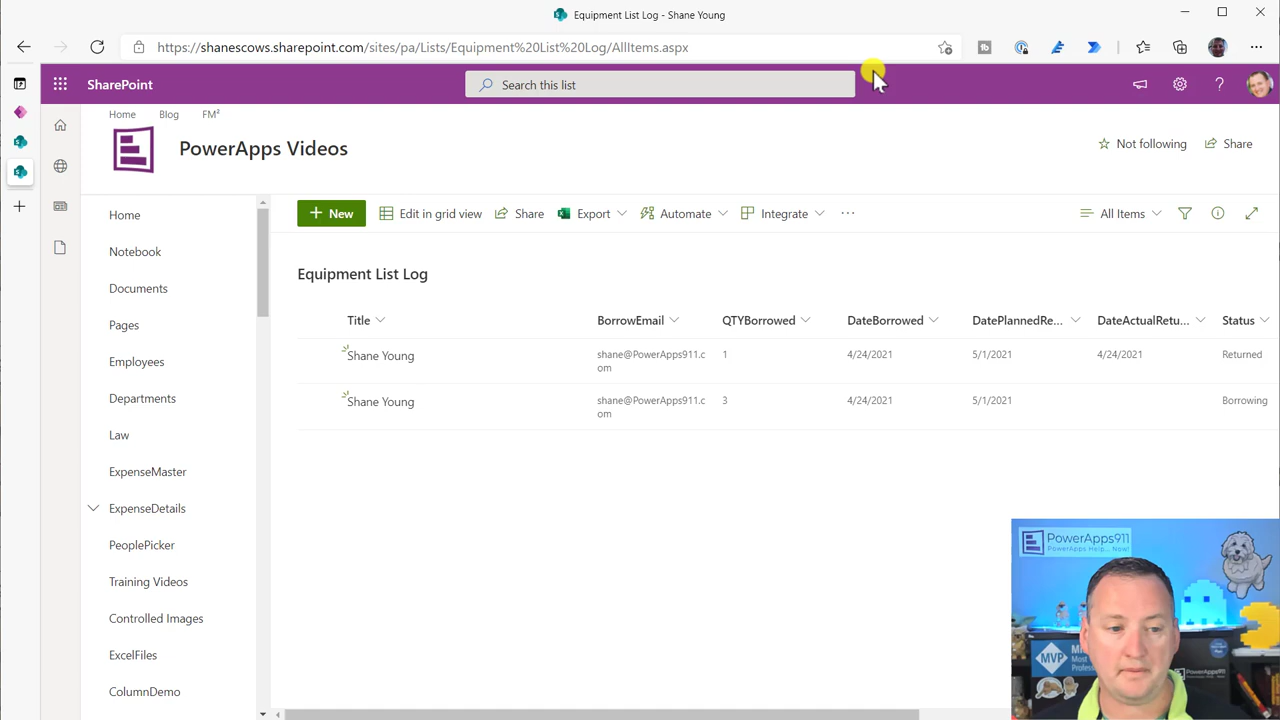 Equipment List Log - Shane Young
https://shanescows.sharepoint.com/sites/pa/Lists/Equipment%20List%20Log/AllItems.aspx
SharePoint
Search this list
Home Blog FM²
PowerApps Videos
Not following Share
New Edit in grid view Share Export Automate Integrate All Items
Home
Notebook
Documents
Pages
Employees
Departments
Law
ExpenseMaster
ExpenseDetails
PeoplePicker
Training Videos
Controlled Images
ExcelFiles
ColumnDemo
Equipment List Log
Title BorrowEmail QTYBorrowed DateBorrowed DatePlannedRe... DateActualRetu... Status
Shane Young shane@PowerApps911.c 1 4/24/2021 5/1/2021 4/24/2021 Returned
om
Shane Young shane@PowerApps911.c 3 4/24/2021 5/1/2021 Borrowing
om
PowerApps911
PowerApps Help... Now!
MVP
PowerApps911